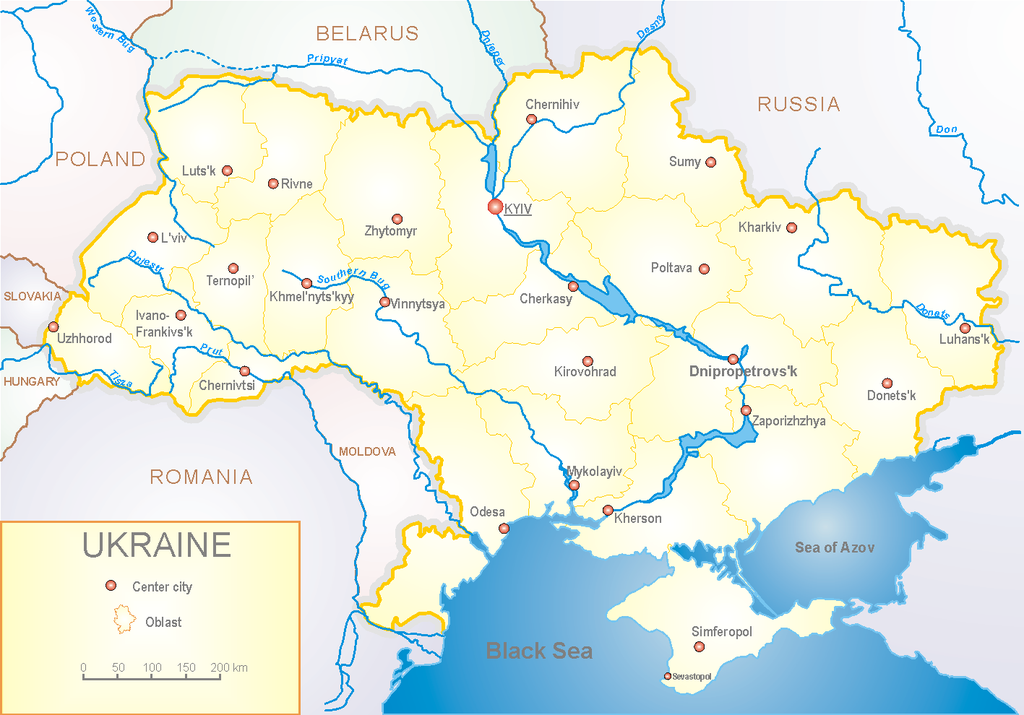 Western Bug
BELARUS
Dnieper
Desna
Pripyat
Chernihiv
RUSSIA
Don
POLAND
Luts'k
Rivne
Sumy
KYIV
Zhytomyr
Kharkiv
L'viv
Dniestr
Ternopil'
Khmel'nyts'kyy
Southern Bug
Vinnytsya
Cherkasy
Poltava
SLOVAKIA
Ivano-
Frankivs'k
Uzhhorod
Donets
Luhans'k
Prut
HUNGARY
Tisza
Chernivtsi
Kirovohrad
Dnipropetrovs'k
Donets'k
Zaporizhzhya
MOLDOVA
ROMANIA
Mykolayiv
Odesa
Kherson
Sea of Azov
UKRAINE
Center city
Oblast
0 50 100 150 200 km
Black Sea
Simferopol
Sevastopol